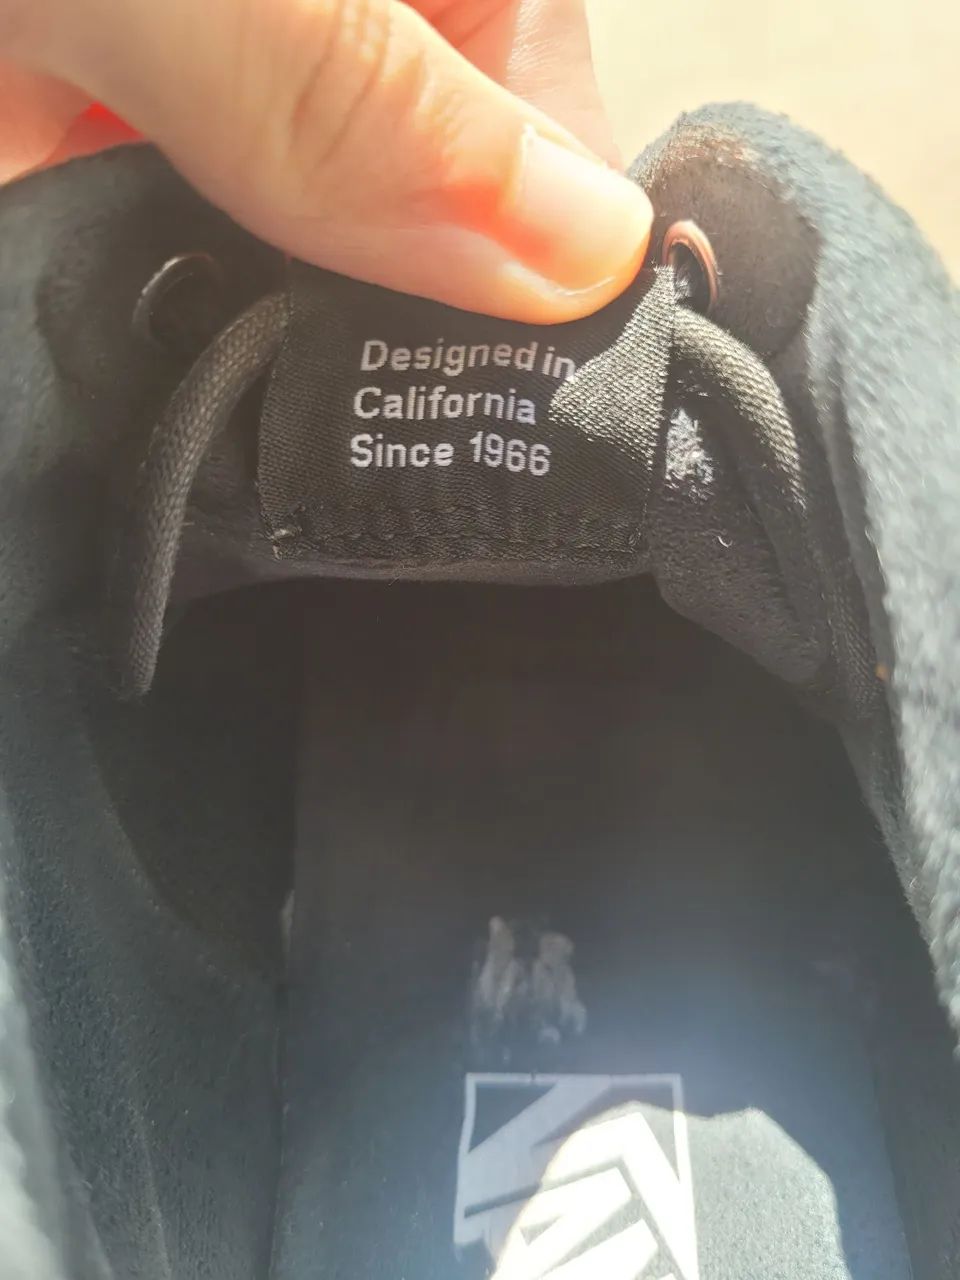 Designed in
California
Since 1966